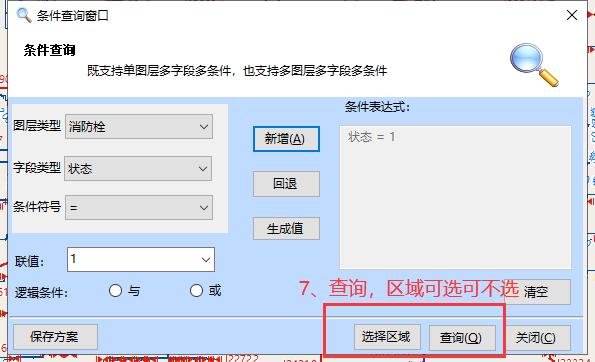 条件查询窗口
条件查询
既支持单图层多字段多条件，也支持多图层多字段多条件
图层类型 消防栓
字段类型 状态
条件符号 =
联值： 1
逻辑条件： 与 或
新增(A)
回退
生成值
条件表达式：
状态 = 1
7、查询，区域可选可不选
清空
保存方案
选择区域
查询(Q)
关闭(C)
22722